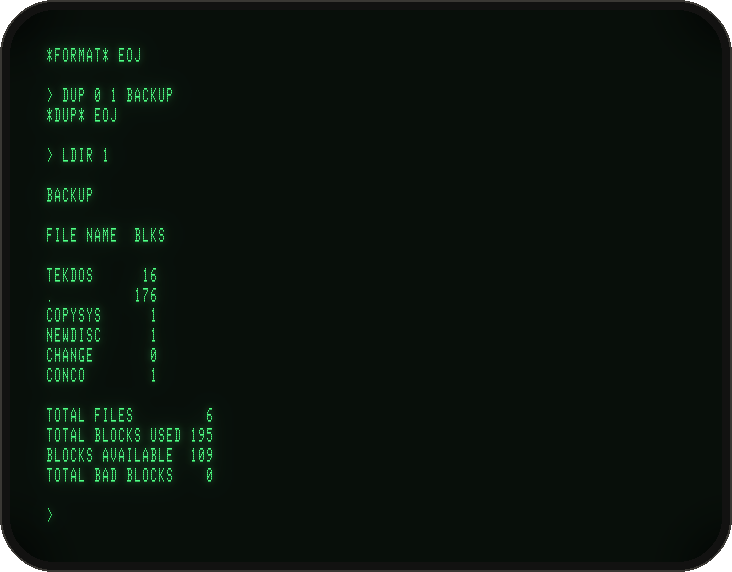 *FORMAT* EOJ
> DUP 0 1 BACKUP
*DUP* EOJ
> LDIR 1
BACKUP
FILE NAME  BLKS
TEKDOS      16
.          176
COPYSYS      1
NEWDISC      1
CHANGE       0
CONCO        1
TOTAL FILES         6
TOTAL BLOCKS USED 195
BLOCKS AVAILABLE  109
TOTAL BAD BLOCKS    0
>